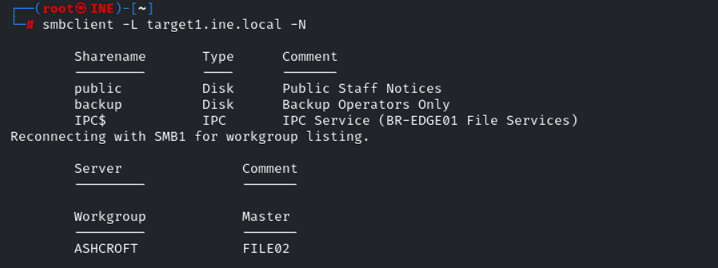 ┌──(root㉿INE)-[~]
└─# smbclient -L target1.ine.local -N
Sharename       Type      Comment
---------       ----      -------
public          Disk      Public Staff Notices
backup          Disk      Backup Operators Only
IPC$            IPC       IPC Service (BR-EDGE01 File Services)
Reconnecting with SMB1 for workgroup listing.
Server               Comment
---------            -------
Workgroup            Master
---------            -------
ASHCROFT             FILE02